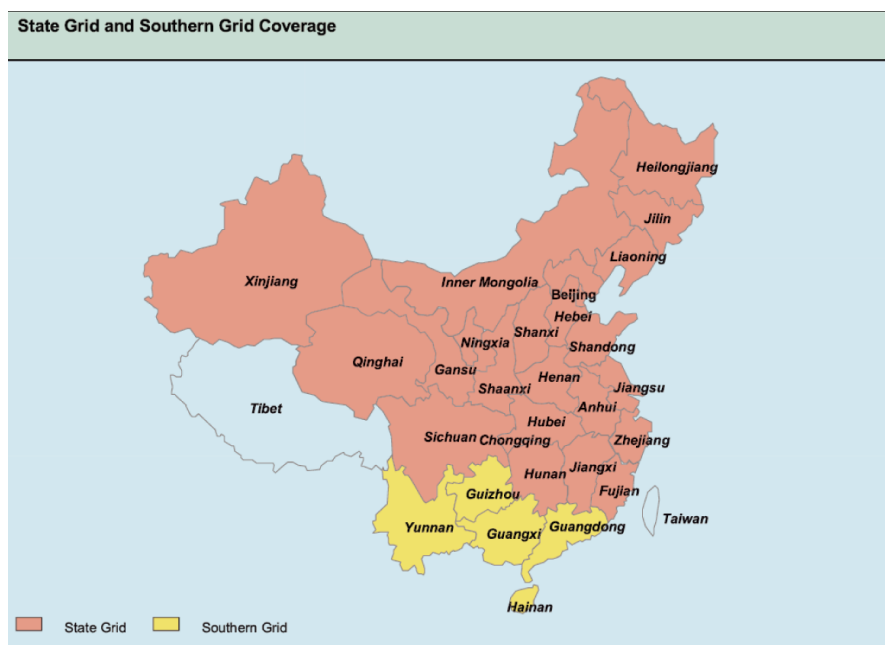 State Grid and Southern Grid Coverage
Heilongjiang
Jilin
Liaoning
Xinjiang
Inner Mongolia
Beijing
Hebei
Shanxi
Ningxia
Shandong
Qinghai
Gansu
Henan
Shaanxi
Jiangsu
Tibet
Anhui
Hubei
Sichuan
Chongqing
Zhejiang
Jiangxi
Hunan
Guizhou
Fujian
Taiwan
Yunnan
Guangxi
Guangdong
Hainan
State Grid
Southern Grid